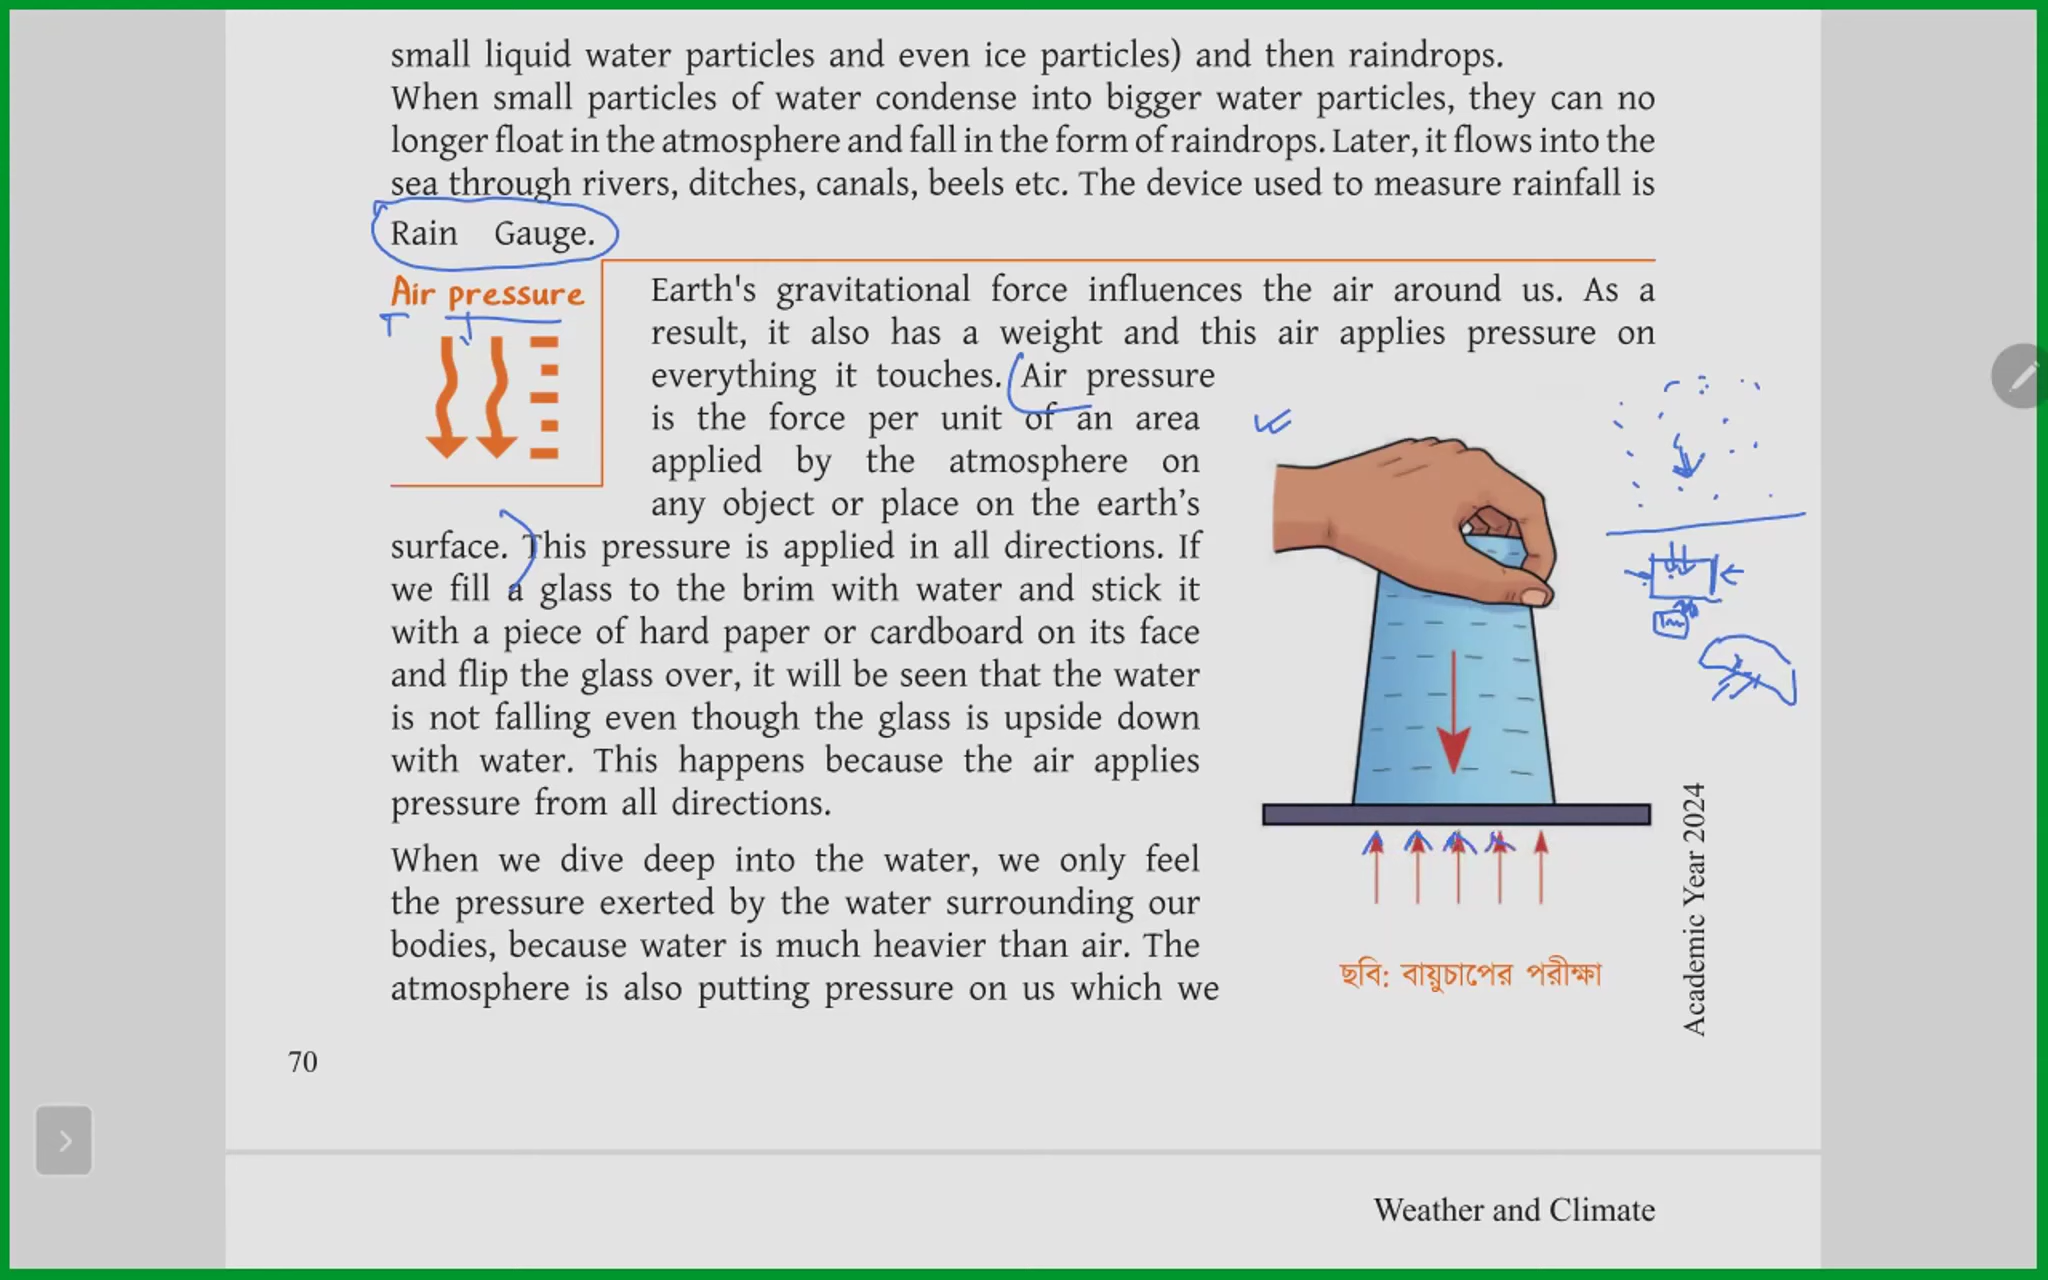 small liquid water particles and even ice particles) and then raindrops.
When small particles of water condense into bigger water particles, they can no
longer float in the atmosphere and fall in the form of raindrops. Later, it flows into the
sea through rivers, ditches, canals, beels etc. The device used to measure rainfall is
Rain Gauge.
Air pressure
Earth's gravitational force influences the air around us. As a
result, it also has a weight and this air applies pressure on
everything it touches. Air pressure
is the force per unit of an area
applied by the atmosphere on
any object or place on the earth’s
surface. This pressure is applied in all directions. If
we fill a glass to the brim with water and stick it
with a piece of hard paper or cardboard on its face
and flip the glass over, it will be seen that the water
is not falling even though the glass is upside down
with water. This happens because the air applies
pressure from all directions.
When we dive deep into the water, we only feel
the pressure exerted by the water surrounding our
bodies, because water is much heavier than air. The
atmosphere is also putting pressure on us which we
ছবি: বায়ুচাপের পরীক্ষা
Academic Year 2024
70
Weather and Climate